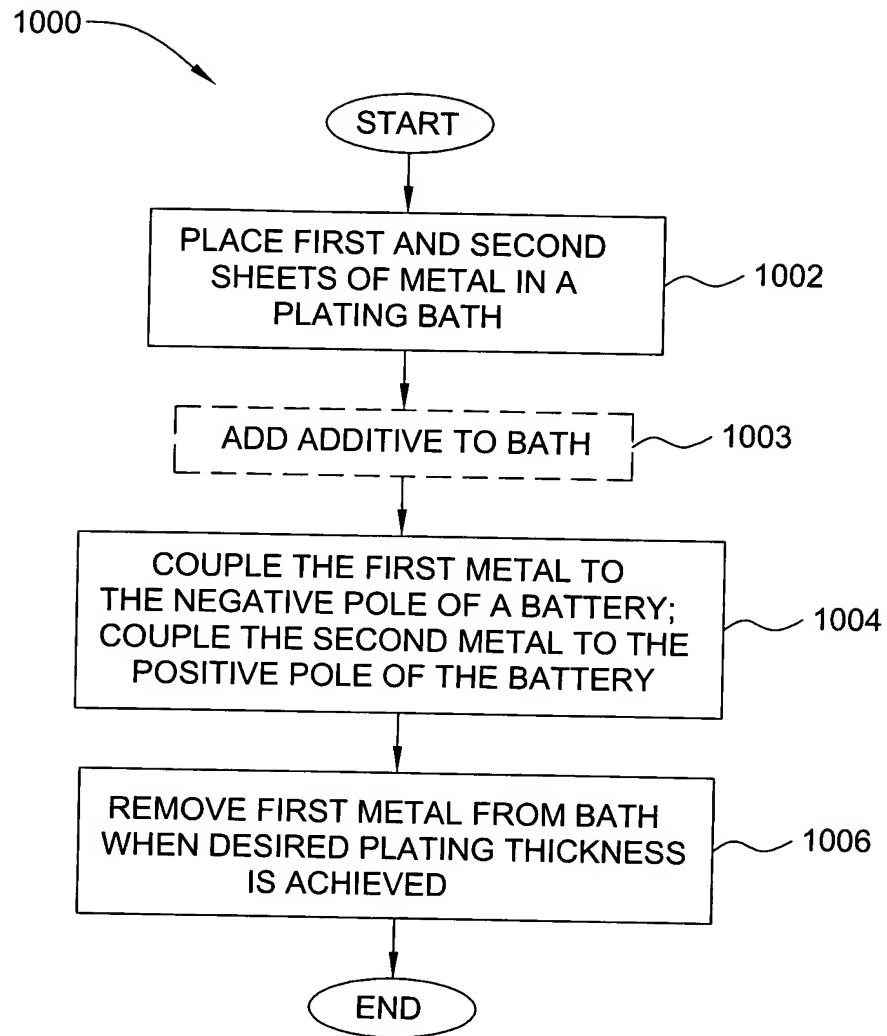 1000
START
PLACE FIRST AND SECOND
SHEETS OF METAL IN A
PLATING BATH
1002
ADD ADDITIVE TO BATH
1003
COUPLE THE FIRST METAL TO
THE NEGATIVE POLE OF A BATTERY;
COUPLE THE SECOND METAL TO THE
POSITIVE POLE OF THE BATTERY
1004
REMOVE FIRST METAL FROM BATH
WHEN DESIRED PLATING THICKNESS
IS ACHIEVED
1006
END